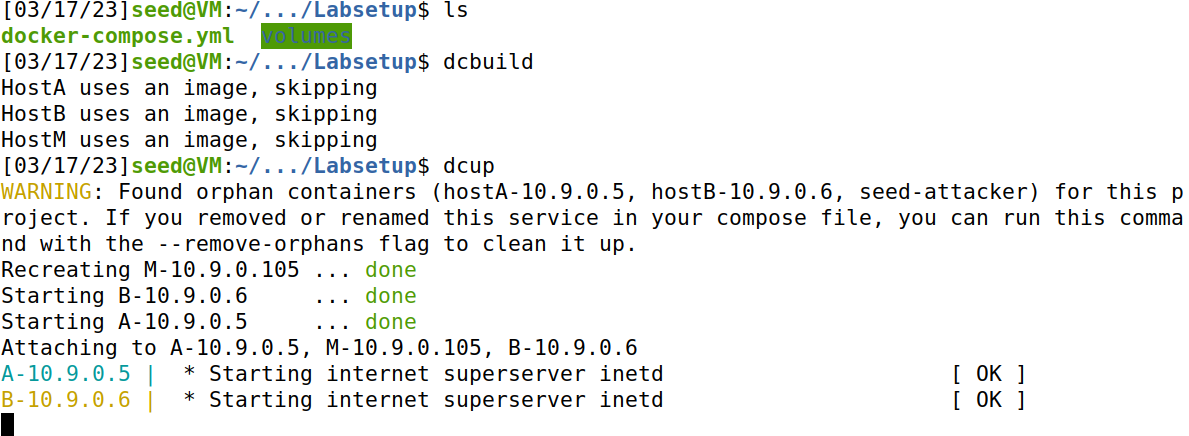 [03/17/23]seed@VM:~/.../Labsetup$ ls
docker-compose.yml  volumes
[03/17/23]seed@VM:~/.../Labsetup$ dcbuild
HostA uses an image, skipping
HostB uses an image, skipping
HostM uses an image, skipping
[03/17/23]seed@VM:~/.../Labsetup$ dcup
WARNING: Found orphan containers (hostA-10.9.0.5, hostB-10.9.0.6, seed-attacker) for this p
roject. If you removed or renamed this service in your compose file, you can run this comma
nd with the --remove-orphans flag to clean it up.
Recreating M-10.9.0.105 ... done
Starting B-10.9.0.6     ... done
Starting A-10.9.0.5     ... done
Attaching to A-10.9.0.5, M-10.9.0.105, B-10.9.0.6
A-10.9.0.5 |  * Starting internet superserver inetd                      [ OK ]
B-10.9.0.6 |  * Starting internet superserver inetd                      [ OK ]